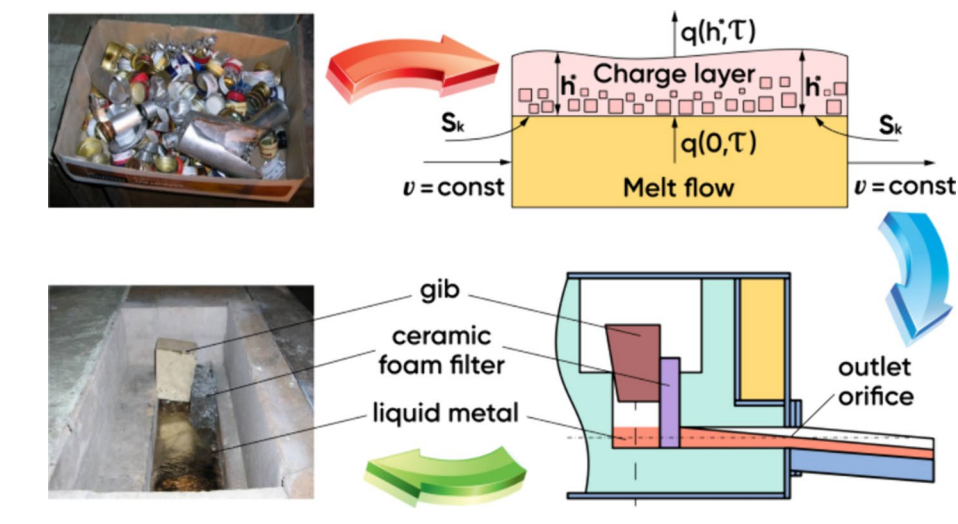 q(h*,τ)
Charge layer
h*
h*
Sₖ
Sₖ
q(0,τ)
v = const
Melt flow
v = const
gib
ceramic
foam filter
liquid metal
outlet
orifice